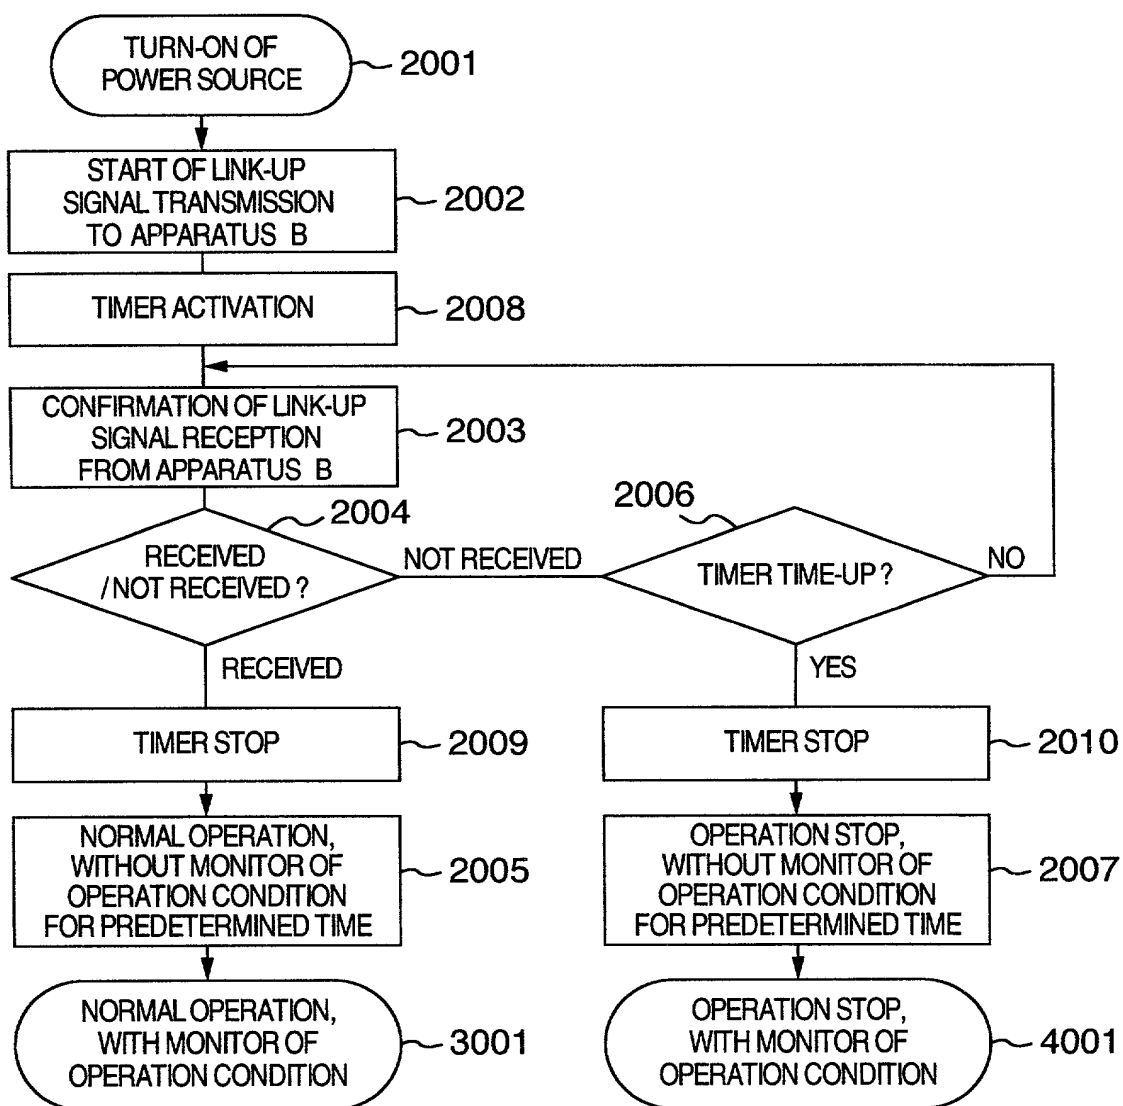 TURN-ON OF
POWER SOURCE
2001
START OF LINK-UP
SIGNAL TRANSMISSION
TO APPARATUS B
2002
TIMER ACTIVATION
2008
CONFIRMATION OF LINK-UP
SIGNAL RECEPTION
FROM APPARATUS B
2003
2004
RECEIVED
/NOT RECEIVED ?
NOT RECEIVED
2006
TIMER TIME-UP ?
NO
RECEIVED
YES
TIMER STOP
2009
TIMER STOP
2010
NORMAL OPERATION,
WITHOUT MONITOR OF
OPERATION CONDITION
FOR PREDETERMINED TIME
2005
OPERATION STOP,
WITHOUT MONITOR OF
OPERATION CONDITION
FOR PREDETERMINED TIME
2007
NORMAL OPERATION,
WITH MONITOR OF
OPERATION CONDITION
3001
OPERATION STOP,
WITH MONITOR OF
OPERATION CONDITION
4001